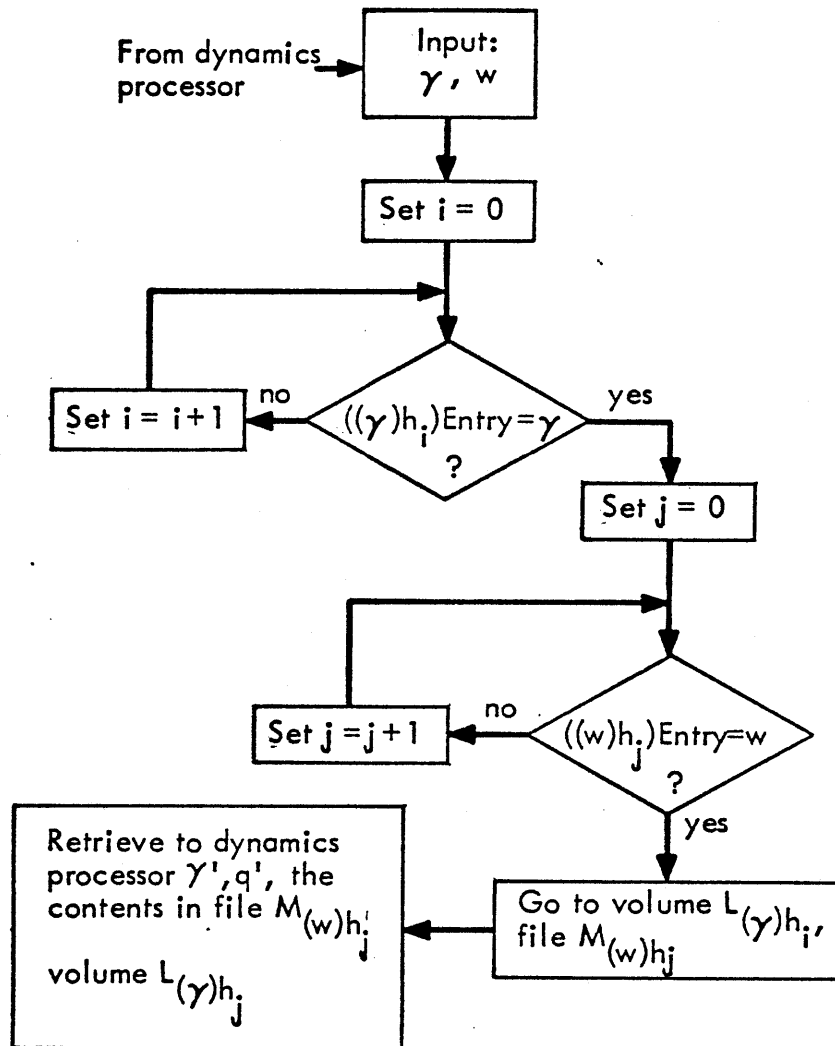 From dynamics
processor
Input:
γ, w
Set i = 0
no
Set i = i+1
((γ)h_i)Entry=γ
?
yes
Set j = 0
no
Set j =j+1
((w)h_j)Entry=w
?
yes
Retrieve to dynamics
processor γ',q', the
contents in file M_(w)h_j'
volume L_(γ)h_j
Go to volume L_(γ)h_i,
file M_(w)h_j